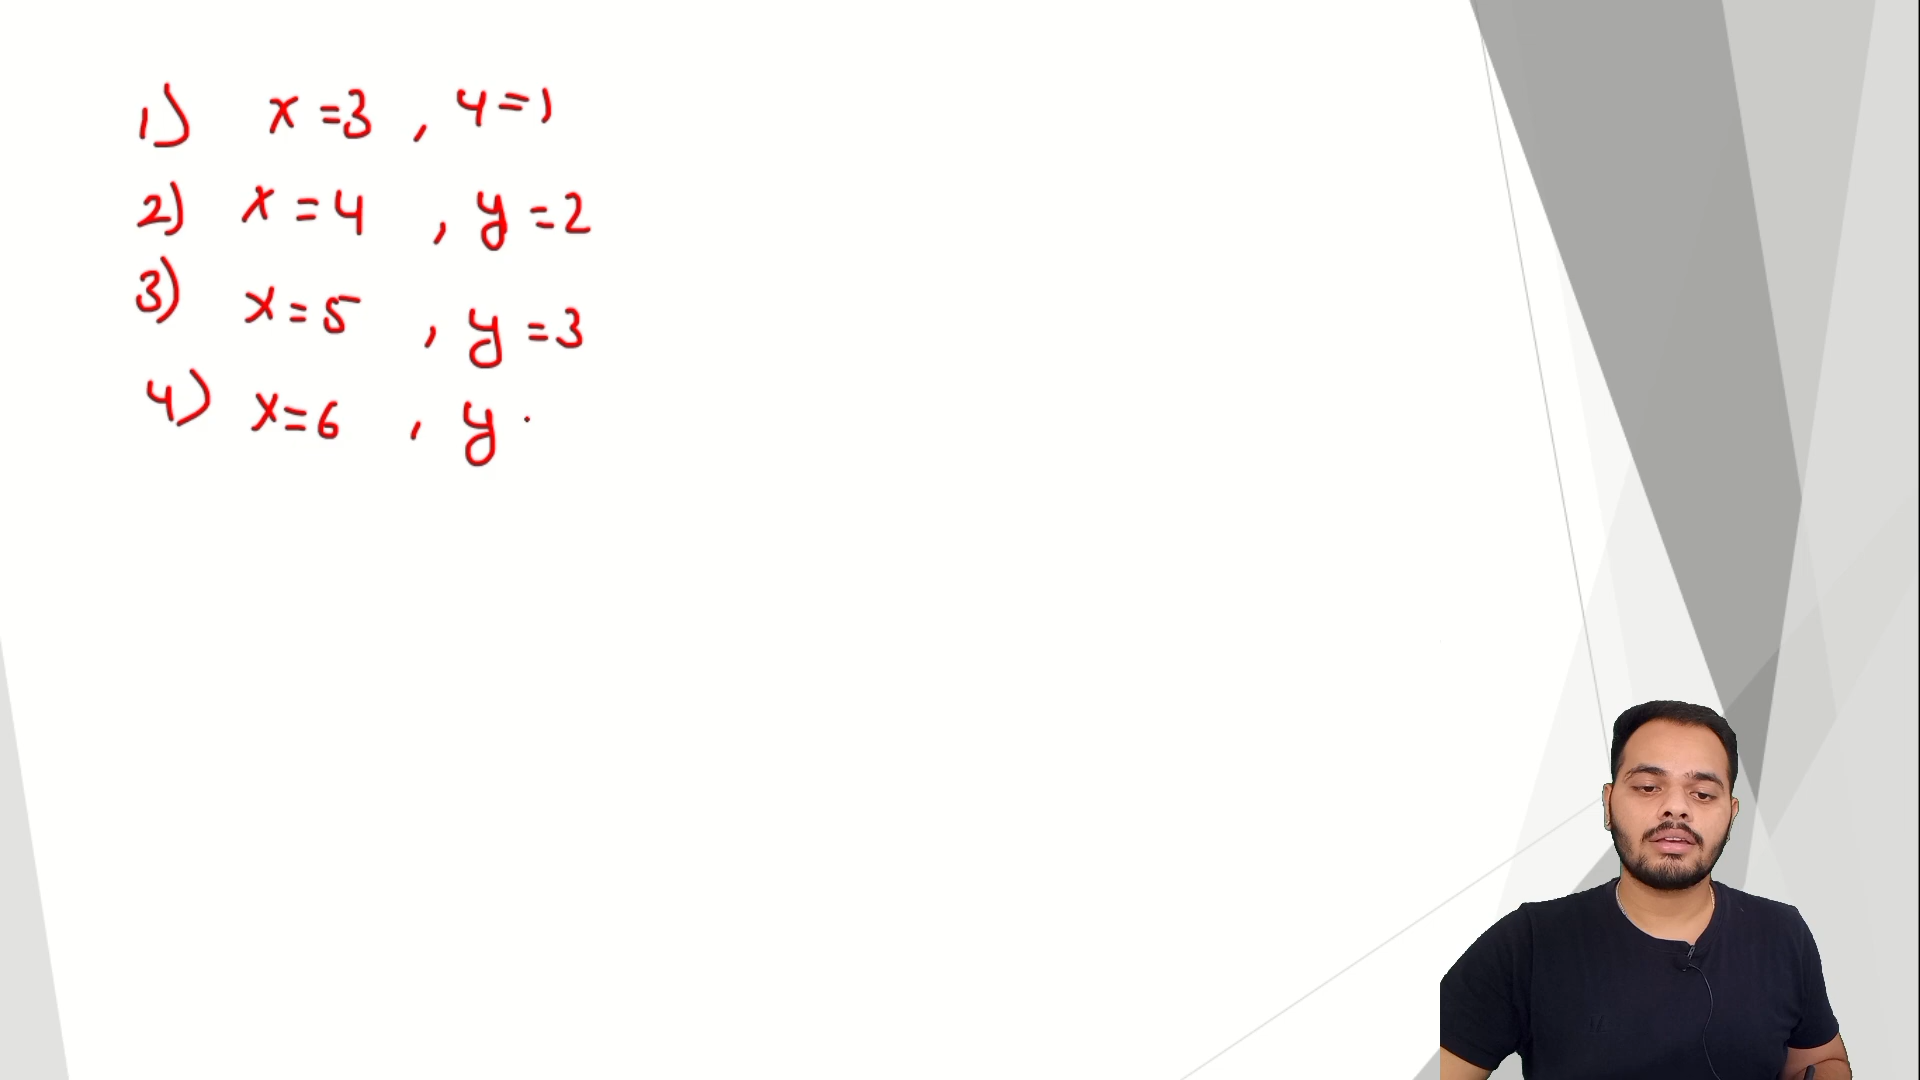 1) x = 3 , y = 1
2) x = 4 , y = 2
3) x = 5 , y = 3
4) x = 6 , y